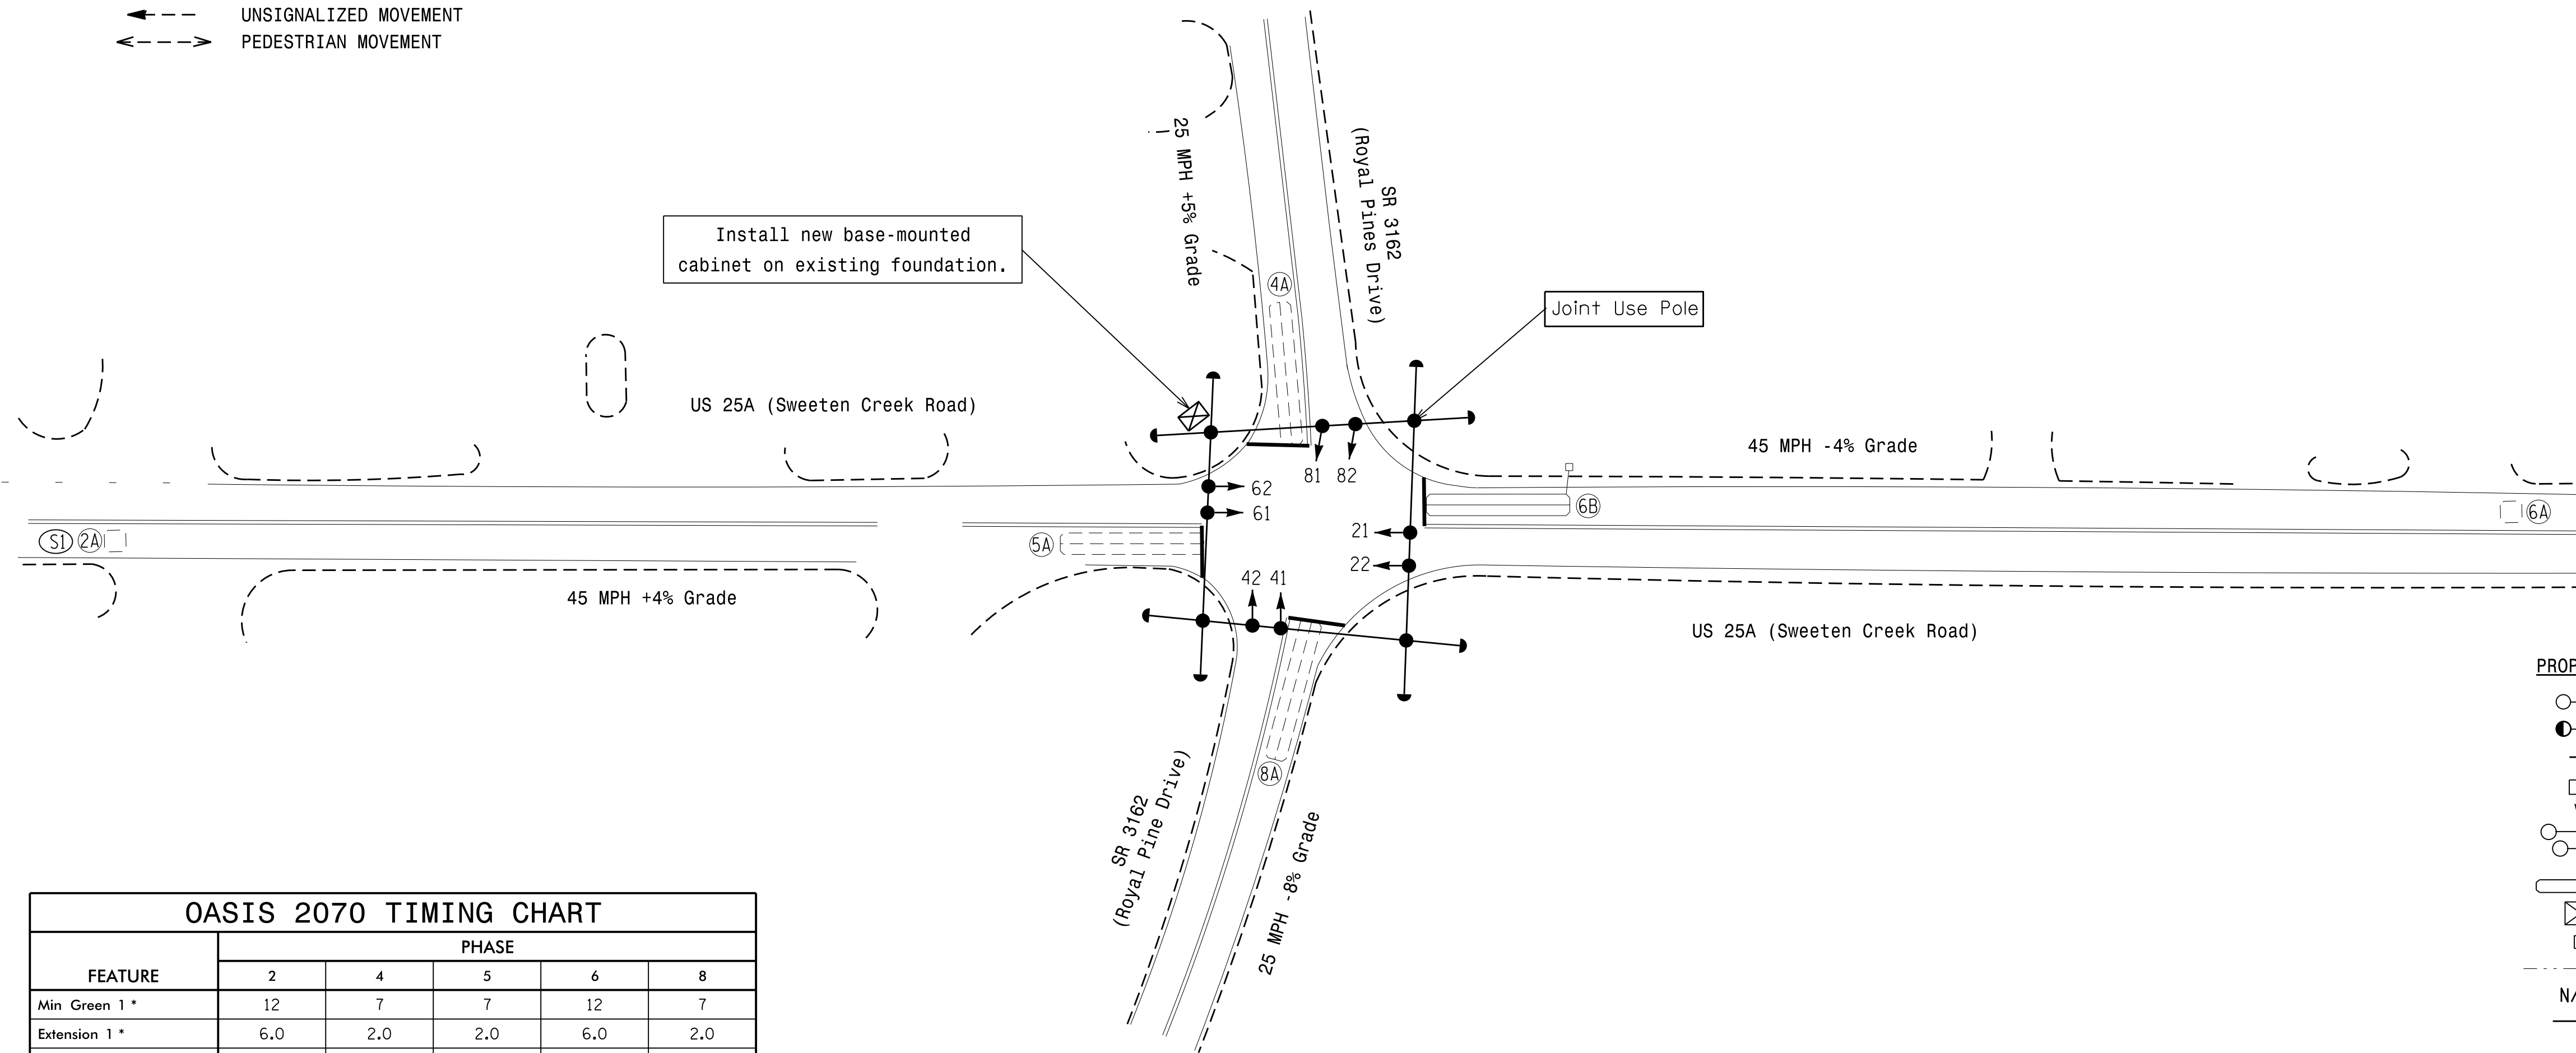 UNSIGNALIZED MOVEMENT
PEDESTRIAN MOVEMENT
25 MPH +5% Grade
SR 3162
(Royal Pines Drive)
Install new base-mounted
cabinet on existing foundation.
4A
Joint Use Pole
US 25A (Sweeten Creek Road)
45 MPH -4% Grade
81 82
62
61
6B
6A
S1 2A
5A
21
22
42 41
45 MPH +4% Grade
US 25A (Sweeten Creek Road)
8A
SR 3162
(Royal Pine Drive)
25 MPH -8% Grade
PROP
N/
OASIS 2070 TIMING CHART
PHASE
FEATURE 2 4 5 6 8
Min Green 1 * 12 7 7 12 7
Extension 1 * 6.0 2.0 2.0 6.0 2.0